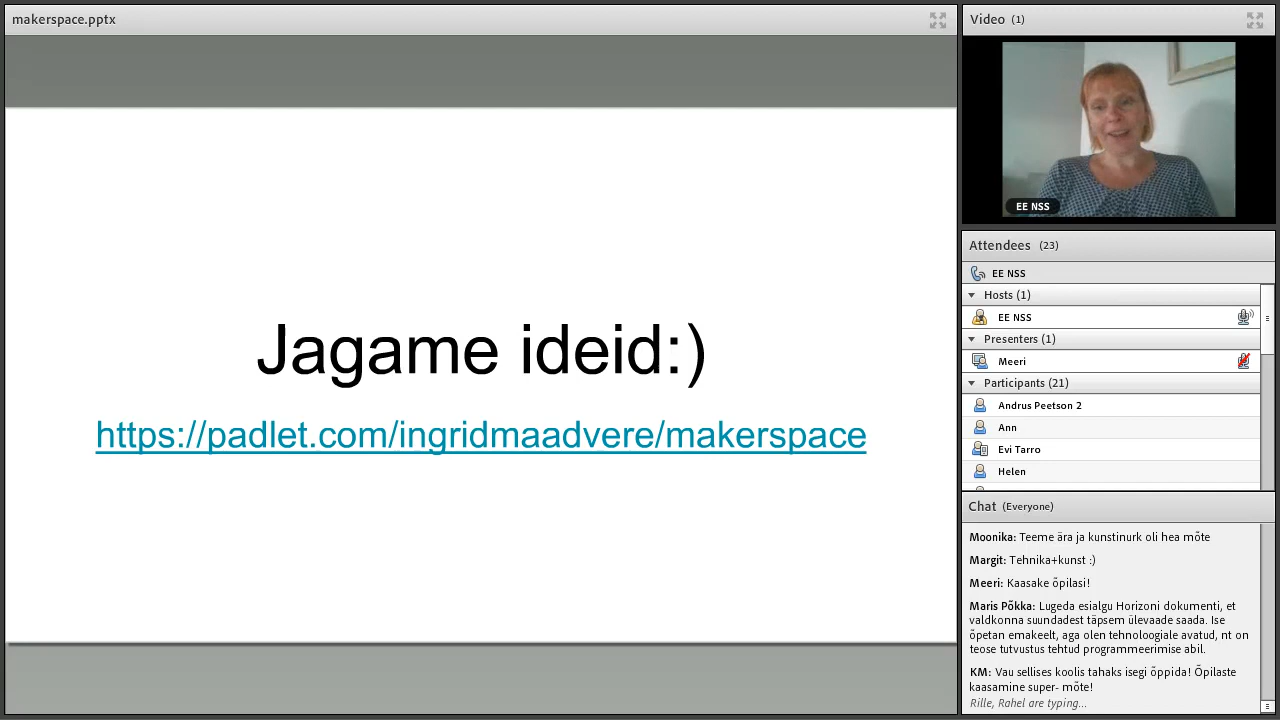 makerspace.pptx
Jagame ideid:)
https://padlet.com/ingridmaadvere/makerspace
Video (1)
EE NSS
Attendees (23)
EE NSS
Hosts (1)
EE NSS
Presenters (1)
Meeri
Participants (21)
Andrus Peetson 2
Ann
Evi Tarro
Helen
Chat (Everyone)
Moonika: Teeme ära ja kunstinurk oli hea mõte
Margit: Tehnika+kunst :)
Meeri: Kaasake õpilasi!
Maris Põkka: Lugeda esialgu Horizoni dokumenti, et
valdkonna suundadest täpsem ülevaade saada. Ise
õpetan emakeelt, aga olen tehnoloogiale avatud, nt on
teose tutvustus tehtud programmeerimise abil.
KM: Vau sellises koolis tahaks isegi õppida! Õpilaste
kaasamine super- mõte!
Rille, Rahel are typing...